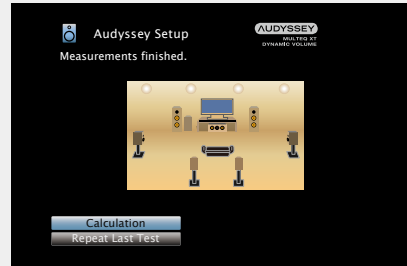 Audyssey Setup
AUDYSSEY
MULTEQ XT
DYNAMIC VOLUME
Measurements finished.
Calculation
Repeat Last Test